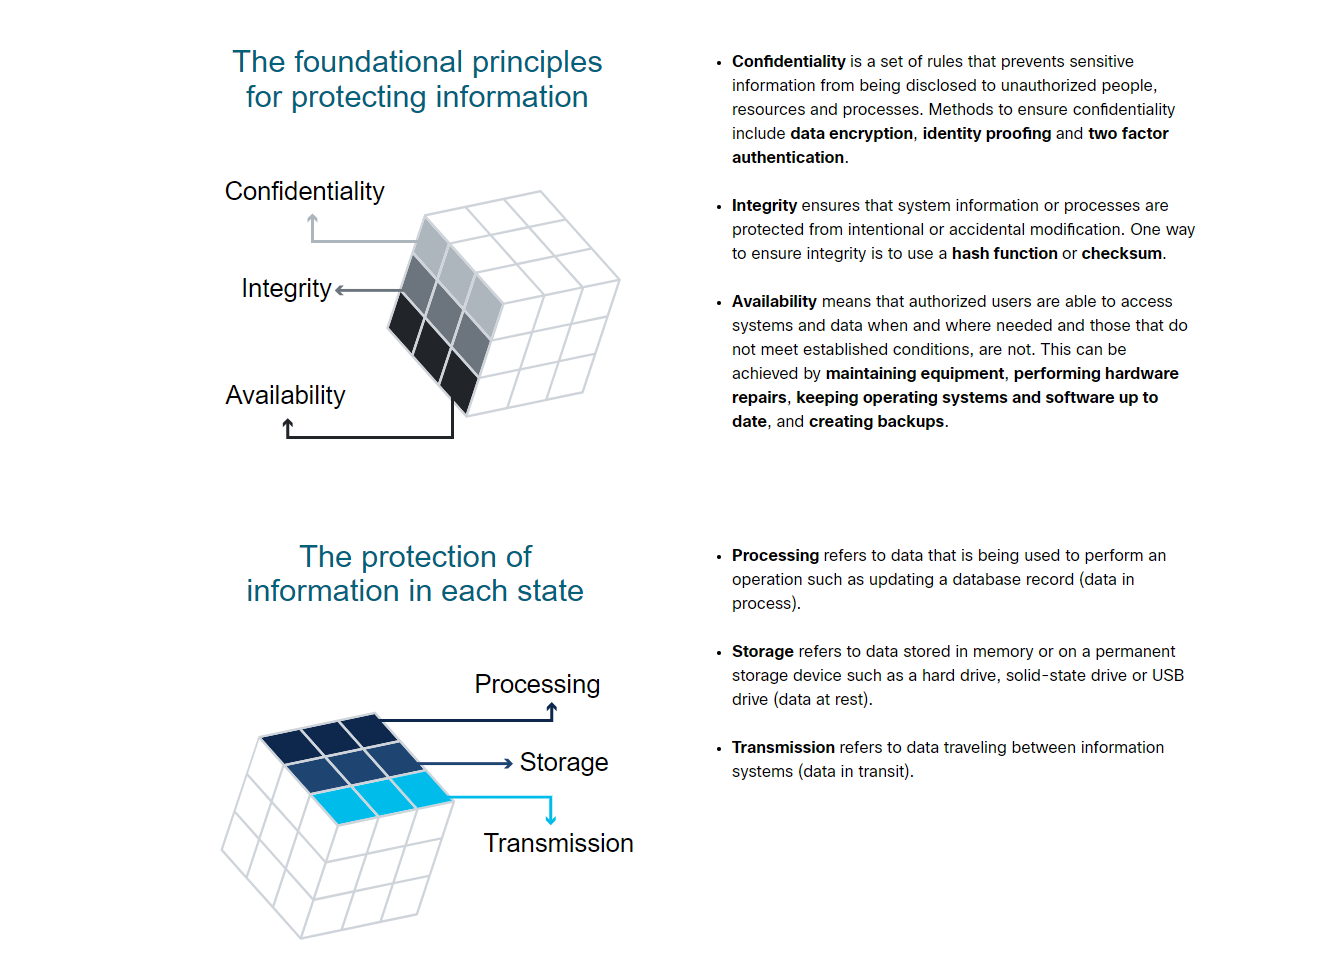 The foundational principles
for protecting information
Confidentiality
Integrity
Availability
• Confidentiality is a set of rules that prevents sensitive
information from being disclosed to unauthorized people,
resources and processes. Methods to ensure confidentiality
include data encryption, identity proofing and two factor
authentication.
• Integrity ensures that system information or processes are
protected from intentional or accidental modification. One way
to ensure integrity is to use a hash function or checksum.
• Availability means that authorized users are able to access
systems and data when and where needed and those that do
not meet established conditions, are not. This can be
achieved by maintaining equipment, performing hardware
repairs, keeping operating systems and software up to
date, and creating backups.
The protection of
information in each state
Processing
Storage
Transmission
• Processing refers to data that is being used to perform an
operation such as updating a database record (data in
process).
• Storage refers to data stored in memory or on a permanent
storage device such as a hard drive, solid-state drive or USB
drive (data at rest).
• Transmission refers to data traveling between information
systems (data in transit).